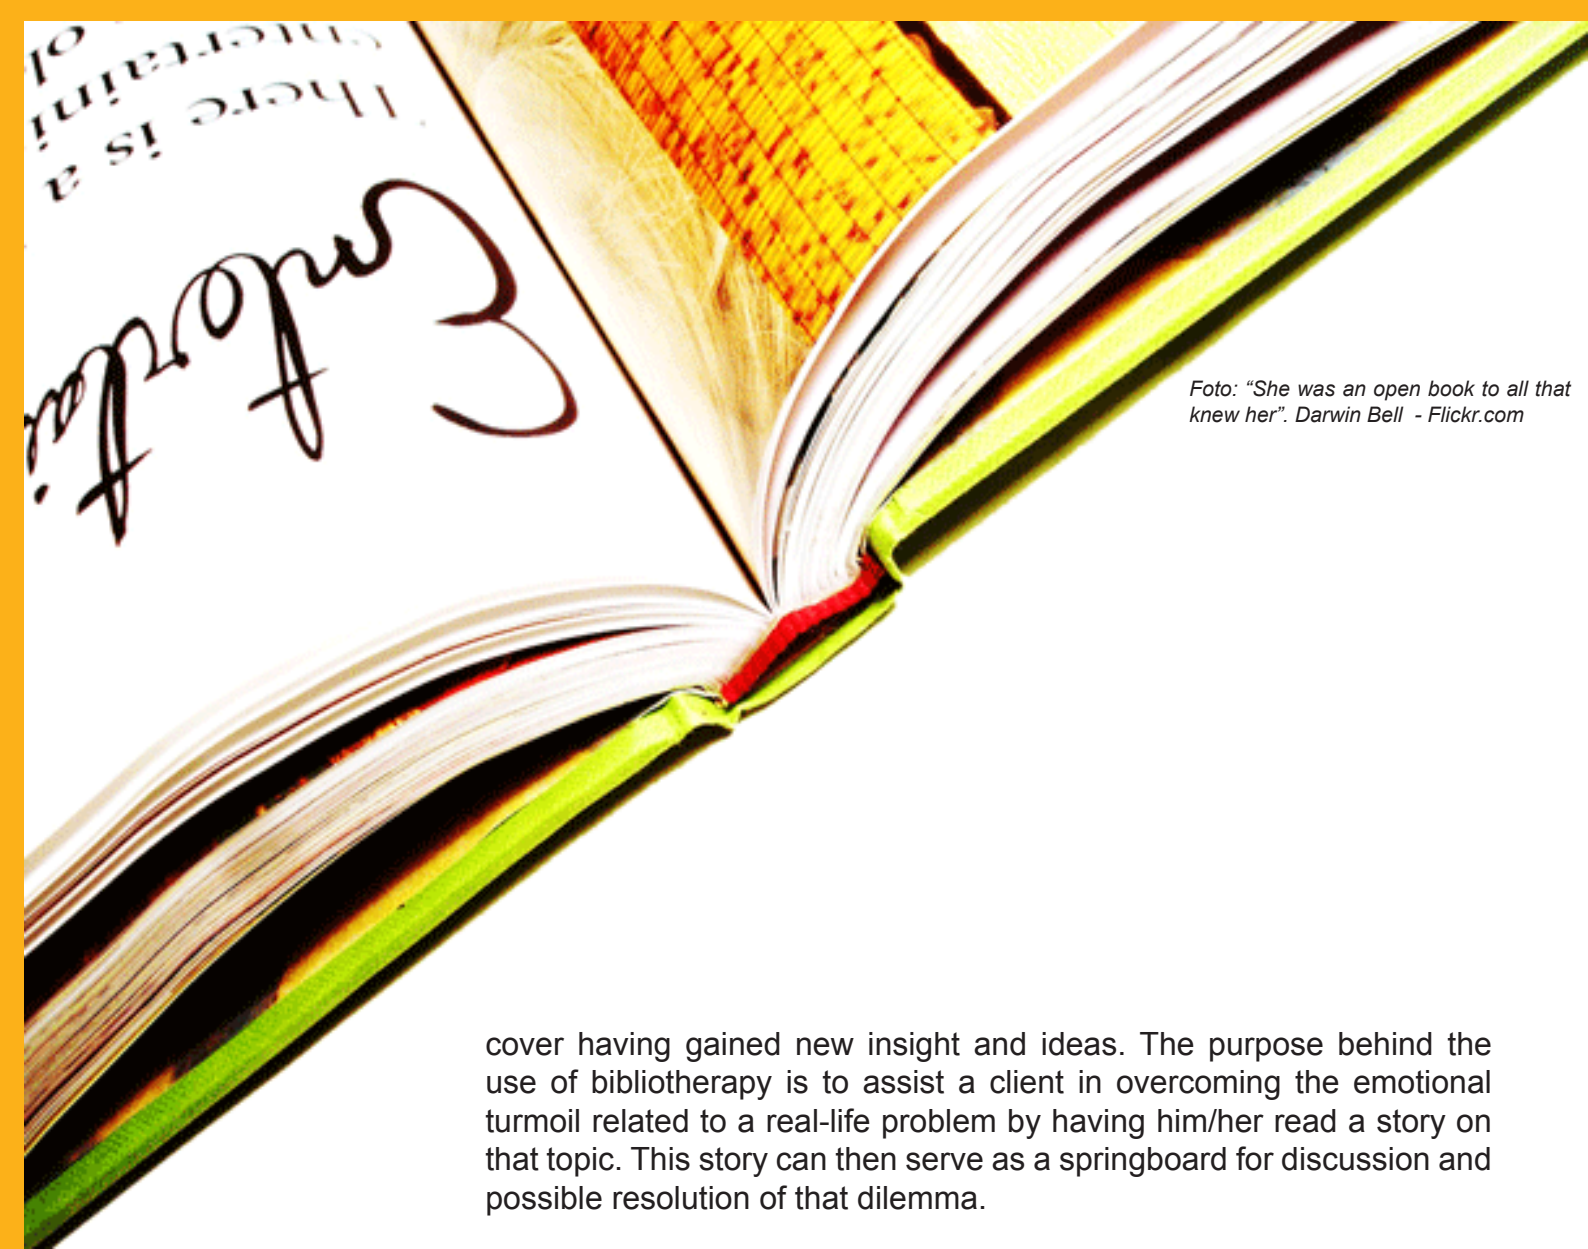 Entertai
There is a
Foto: “She was an open book to all that
knew her”. Darwin Bell - Flickr.com
cover having gained new insight and ideas. The purpose behind the
use of bibliotherapy is to assist a client in overcoming the emotional
turmoil related to a real-life problem by having him/her read a story on
that topic. This story can then serve as a springboard for discussion and
possible resolution of that dilemma.